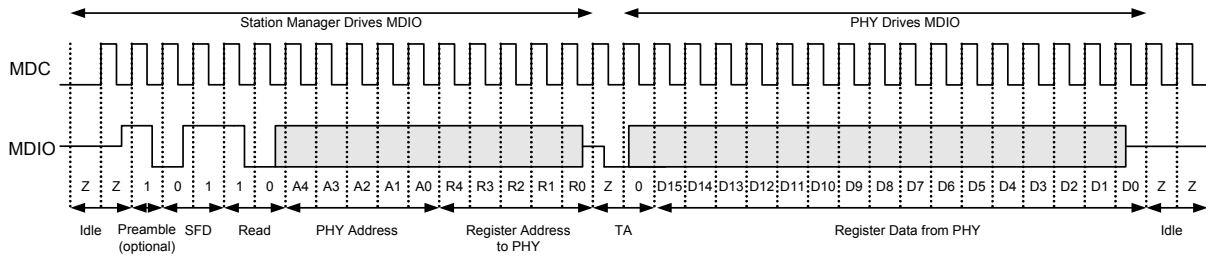 Station Manager Drives MDIO PHY Drives MDIO
MDC
MDIO
Z Z 1 0 1 1 0 A4 A3 A2 A1 A0 R4 R3 R2 R1 R0 Z 0 D15 D14 D13 D12 D11 D10 D9 D8 D7 D6 D5 D4 D3 D2 D1 D0 Z Z
Idle Preamble SFD Read PHY Address Register Address TA Register Data from PHY Idle
(optional) to PHY